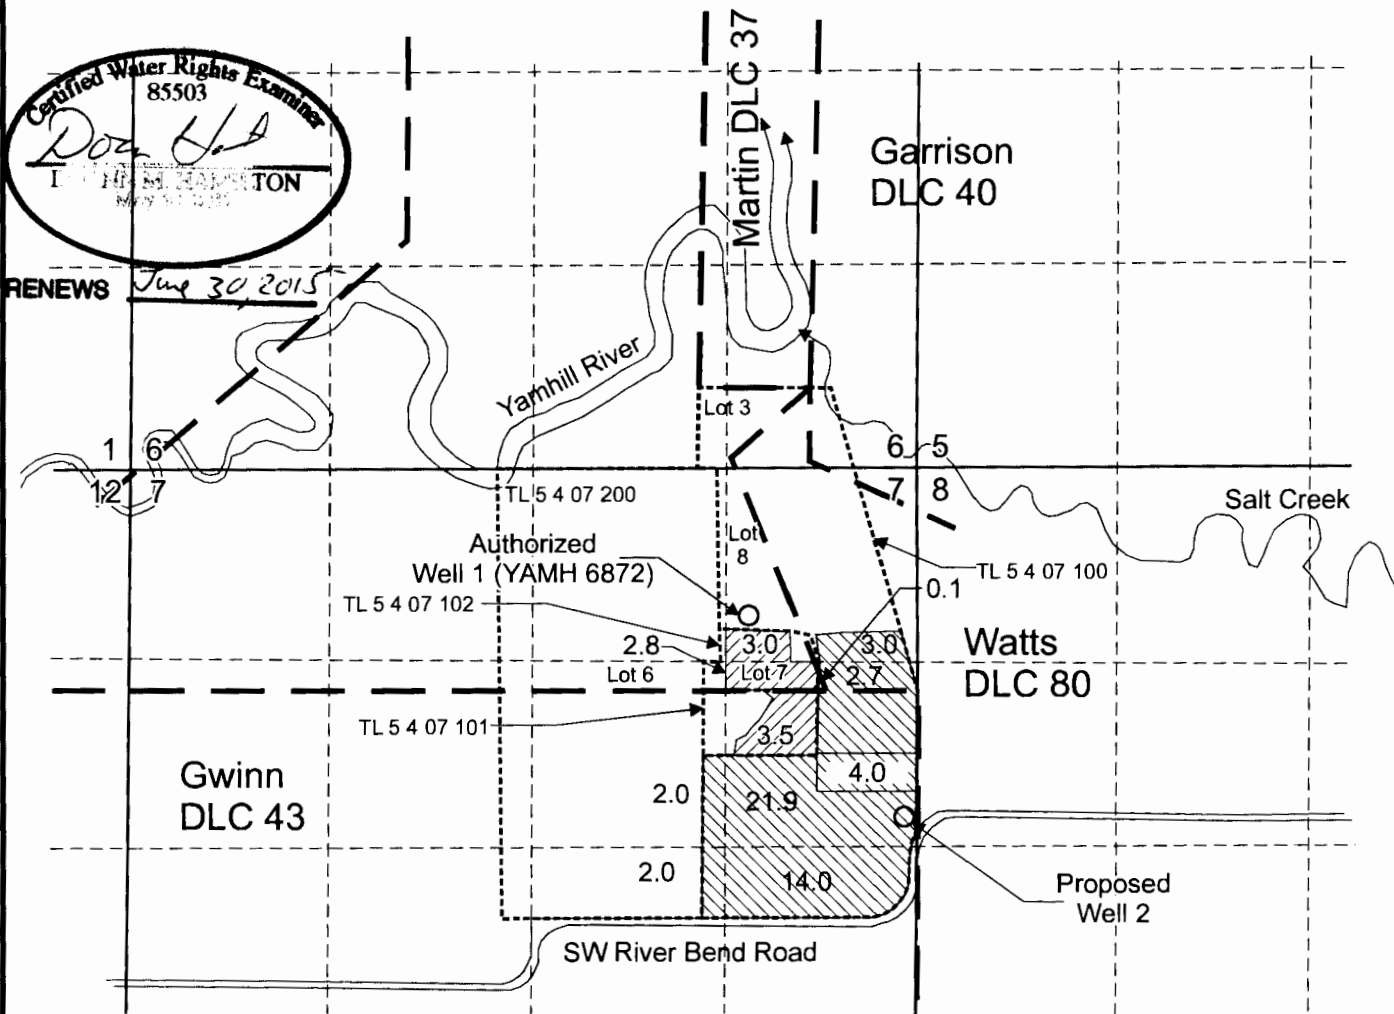 Certified Water Rights Examiner
85503
TON
RENEWS June 30, 2015
Martin DLC 37
Garrison
DLC 40
Yamhill River
Lot 3
1 6
12 7
6 5
7 8
Salt Creek
TL 5 4 07 200
Authorized
Well 1 (YAMH 6872)
Lot
8
TL 5 4 07 100
0.1
TL 5 4 07 102
2.8
3.0
3.0
Lot 6
Lot 7
2.7
Watts
DLC 80
TL 5 4 07 101
3.5
4.0
Gwinn
DLC 43
2.0
21.9
2.0
14.0
Proposed
Well 2
SW River Bend Road